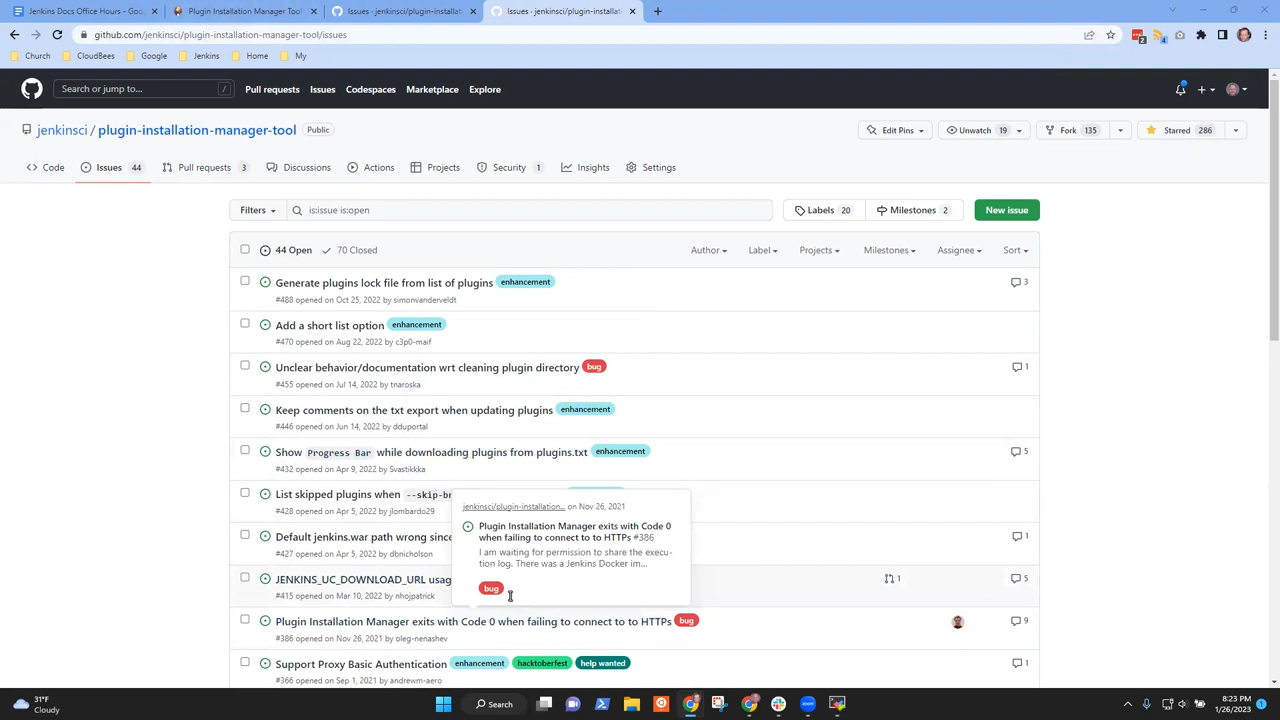 Jenkins Docs Office Hours - Goo
Plugin Installation Manager Tool
Issues · jenkinsci/plugin-installati
Issues · jenkinsci/plugin-installat
github.com/jenkinsci/plugin-installation-manager-tool/issues
Church
CloudBees
Google
Jenkins
Home
My
Search or jump to...
/
Pull requests
Issues
Codespaces
Marketplace
Explore
jenkinsci / plugin-installation-manager-tool
Public
Edit Pins
Unwatch 19
Fork 135
Starred 286
Code
Issues 44
Pull requests 3
Discussions
Actions
Projects
Security 1
Insights
Settings
Filters
is:issue is:open
Labels 20
Milestones 2
New issue
44 Open
70 Closed
Author
Label
Projects
Milestones
Assignee
Sort
Generate plugins lock file from list of plugins enhancement
3
#488 opened on Oct 25, 2022 by simonvanderveldt
Add a short list option enhancement
#470 opened on Aug 22, 2022 by c3p0-maif
Unclear behavior/documentation wrt cleaning plugin directory bug
1
#455 opened on Jul 14, 2022 by tnaroska
Keep comments on the txt export when updating plugins enhancement
#446 opened on Jun 14, 2022 by dduportal
Show Progress Bar while downloading plugins from plugins.txt enhancement
5
#432 opened on Apr 9, 2022 by Svastikkka
List skipped plugins when --skip-br
#428 opened on Apr 5, 2022 by jlombardo29
Default jenkins.war path wrong since
1
#427 opened on Apr 5, 2022 by dbnicholson
JENKINS_UC_DOWNLOAD_URL usag
1
5
#415 opened on Mar 10, 2022 by nhojpatrick
jenkinsci/plugin-installation... on Nov 26, 2021
Plugin Installation Manager exits with Code 0
when failing to connect to to HTTPs #386
I am waiting for permission to share the execu-
tion log. There was a Jenkins Docker im...
bug
Plugin Installation Manager exits with Code 0 when failing to connect to to HTTPs bug
9
#386 opened on Nov 26, 2021 by oleg-nenashev
Support Proxy Basic Authentication enhancement hacktoberfest help wanted
1
#366 opened on Sep 1, 2021 by andrewm-aero
31°F
Cloudy
Search
8:23 PM
1/26/2023